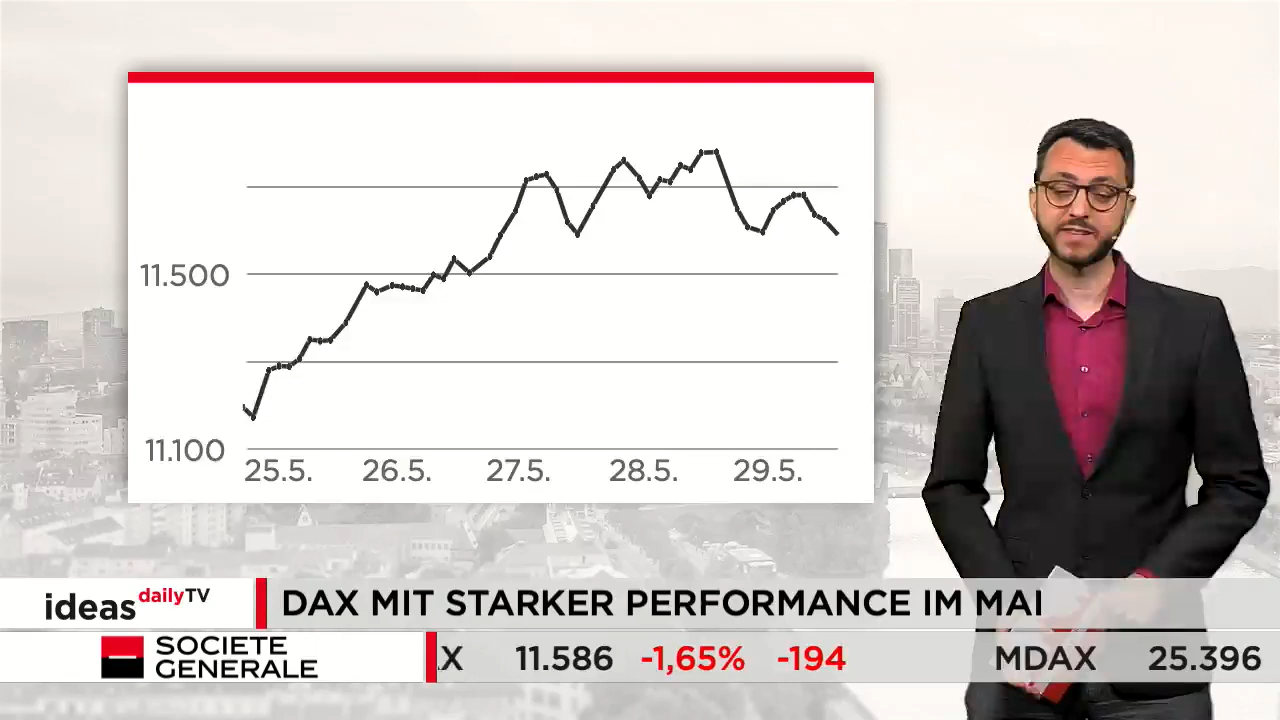 11.500
11.100
25.5. 26.5. 27.5. 28.5. 29.5.
ideas dailyTV
DAX MIT STARKER PERFORMANCE IM MAI
SOCIETE
GENERALE
X 11.586 -1,65% -194 MDAX 25.396